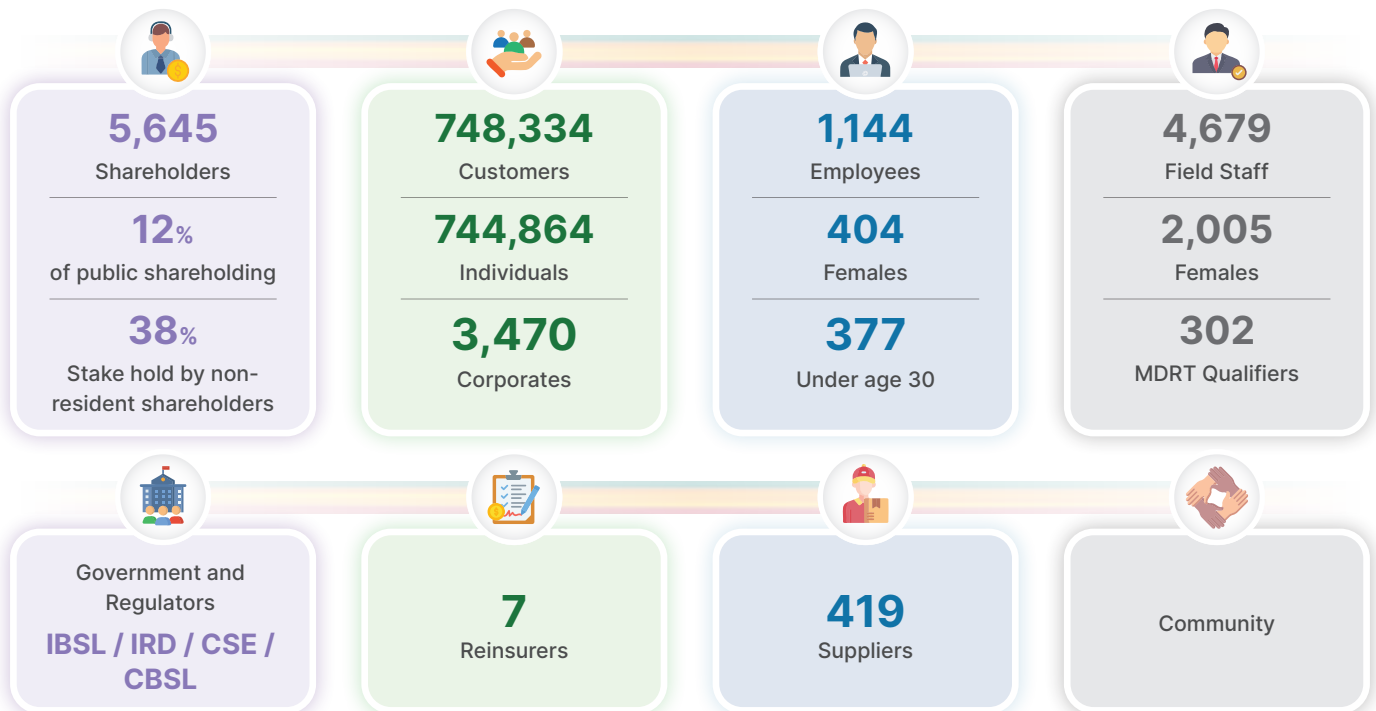 5,645
Shareholders
12%
of public shareholding
38%
Stake hold by non-
resident shareholders
748,334
Customers
744,864
Individuals
3,470
Corporates
1,144
Employees
404
Females
377
Under age 30
4,679
Field Staff
2,005
Females
302
MDRT Qualifiers
Government and
Regulators
IBSL / IRD / CSE /
CBSL
7
Reinsurers
419
Suppliers
Community